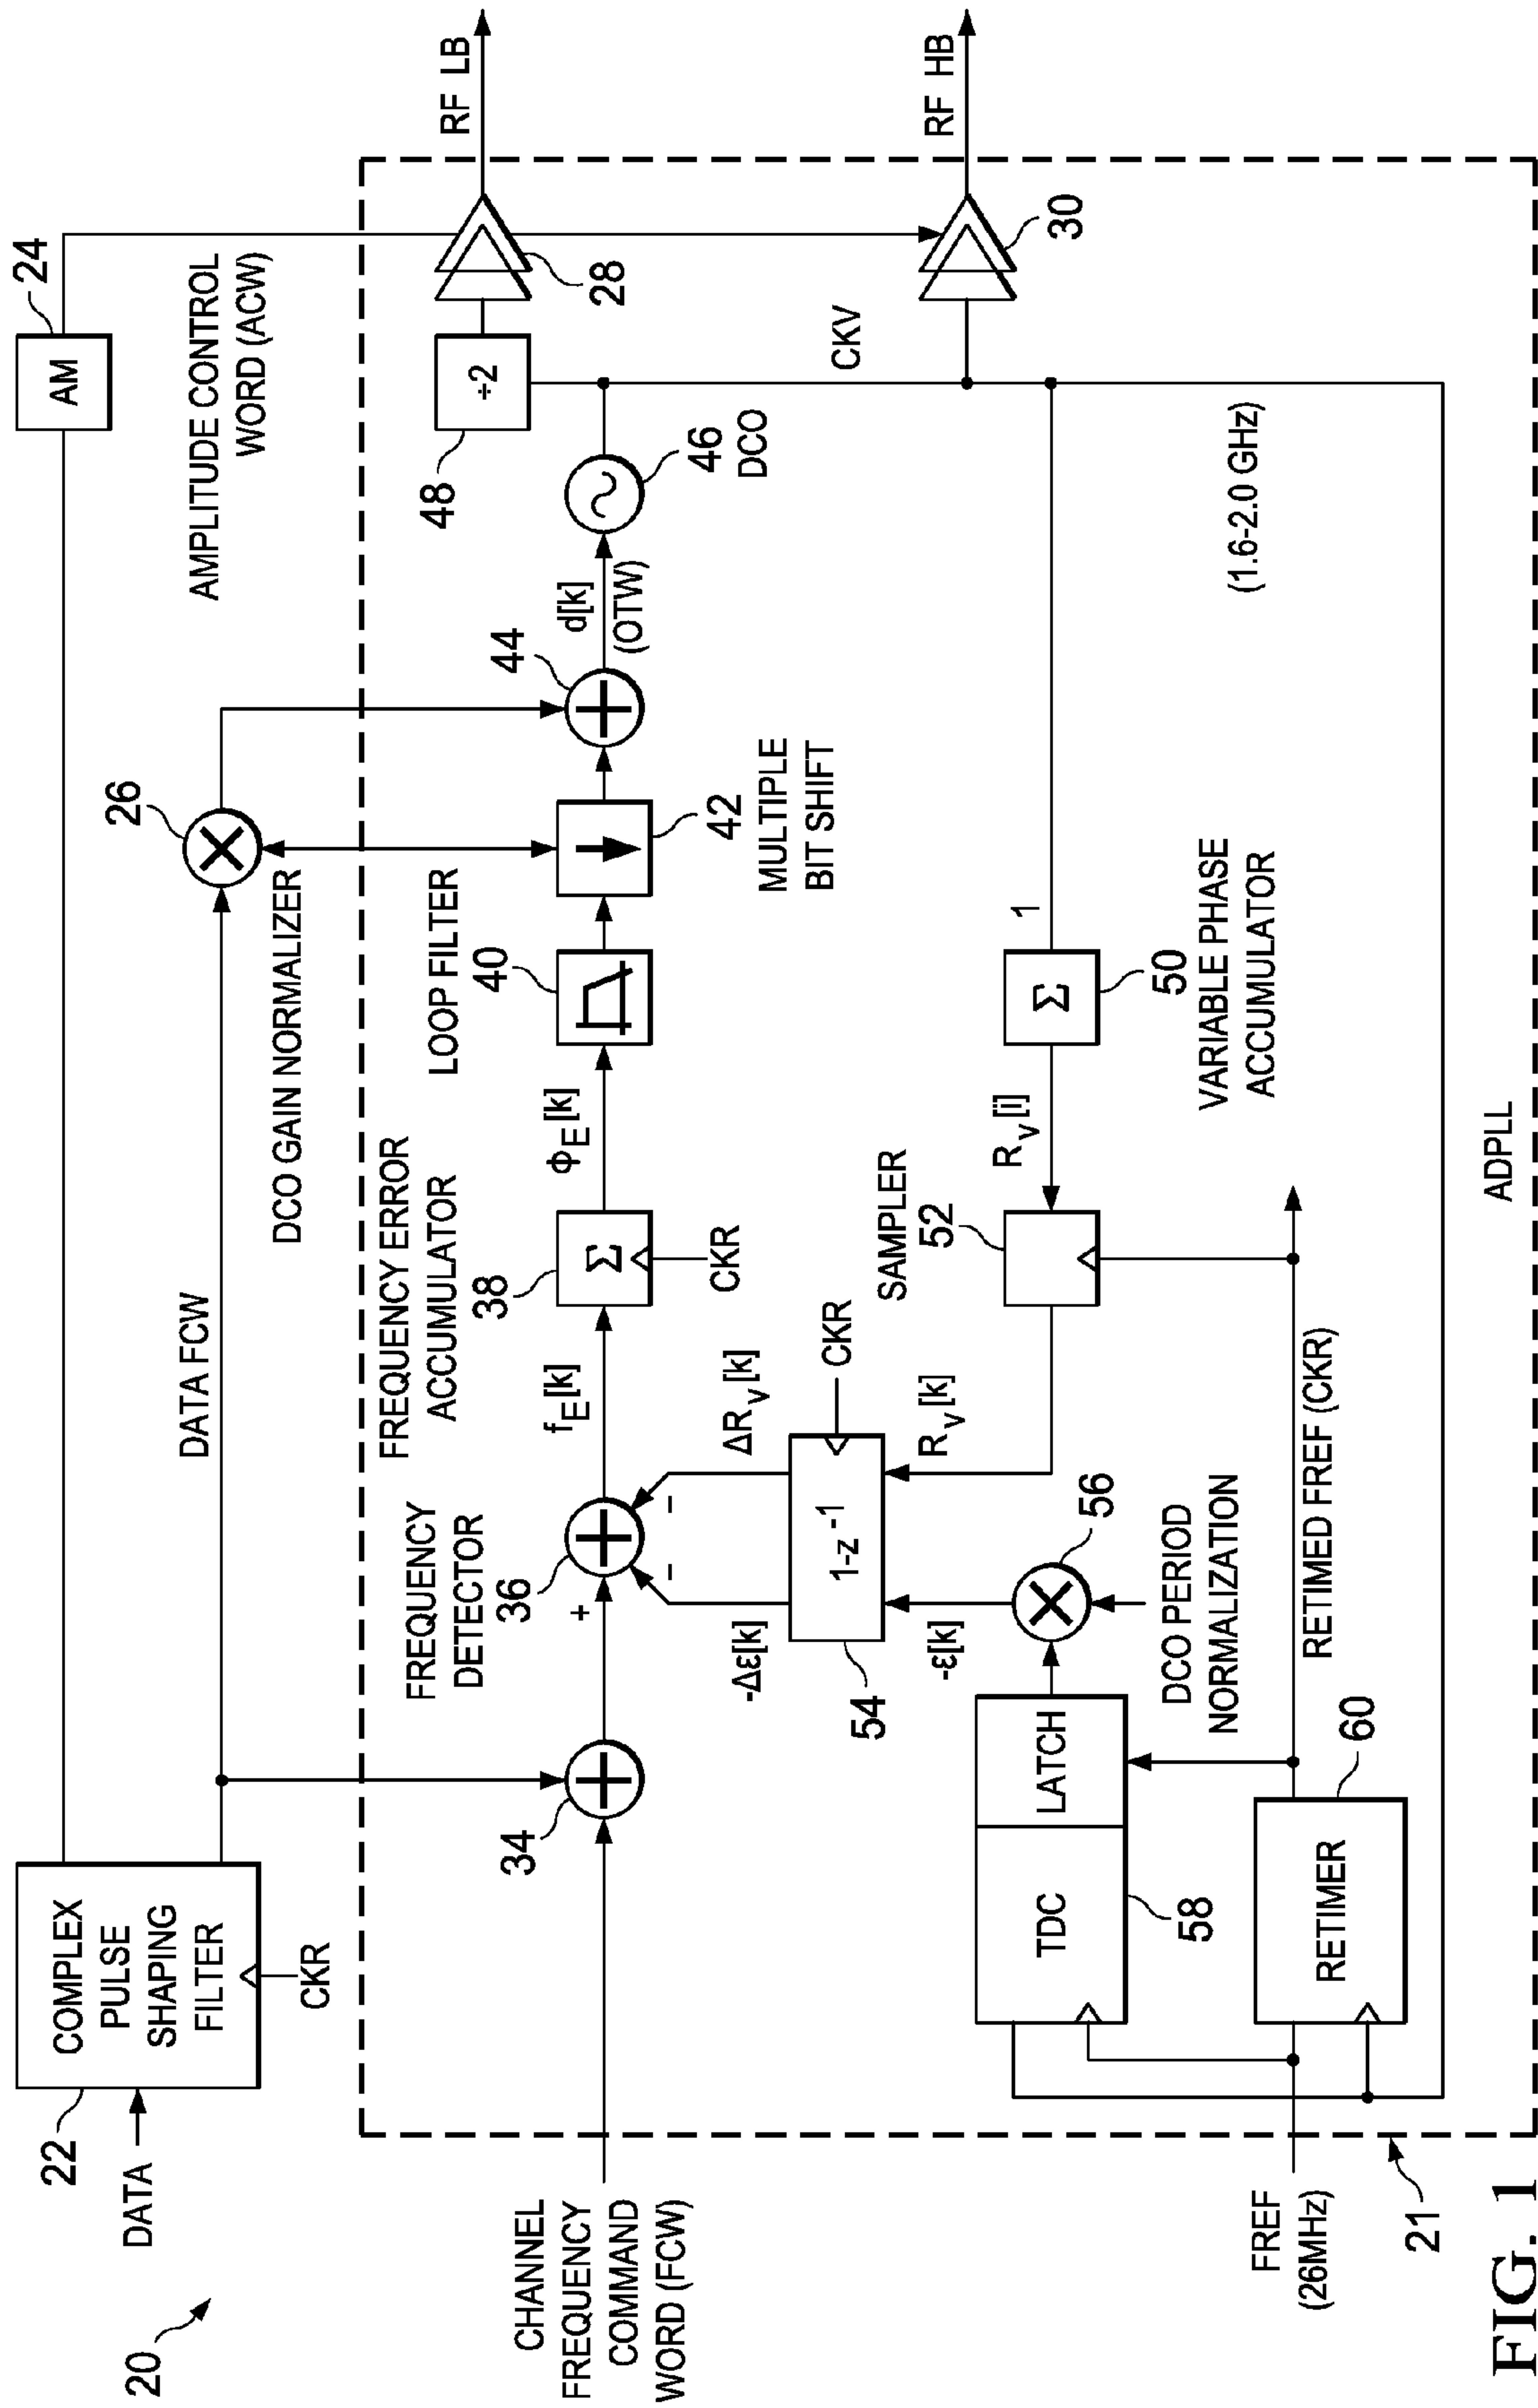 20
DATA
22
COMPLEX
PULSE
SHAPING
FILTER
CKR
24
AM
AMPLITUDE CONTROL
WORD (ACW)
DATA FCW
26
DCO GAIN NORMALIZER
RF LB
28
RF HB
30
CHANNEL
FREQUENCY
COMMAND
WORD (FCW)
34
+
FREQUENCY
DETECTOR
36
-
-
fE[k]
FREQUENCY ERROR
ACCUMULATOR
38
Σ
CKR
ΦE[k]
LOOP FILTER
40
42
MULTIPLE
BIT SHIFT
44
d[k]
(OTW)
46
DCO
48
÷2
CKV
-Δε[k]
ΔRv[k]
1-z-1
54
CKR
-ε[k]
Rv[k]
SAMPLER
52
Rv[i]
Σ
50
VARIABLE PHASE
ACCUMULATOR
1
(1.6-2.0 GHz)
56
DCO PERIOD
NORMALIZATION
TDC
LATCH
58
RETIMER
60
RETIMED FREF (CKR)
FREF
(26MHz)
21
ADPLL
FIG. 1